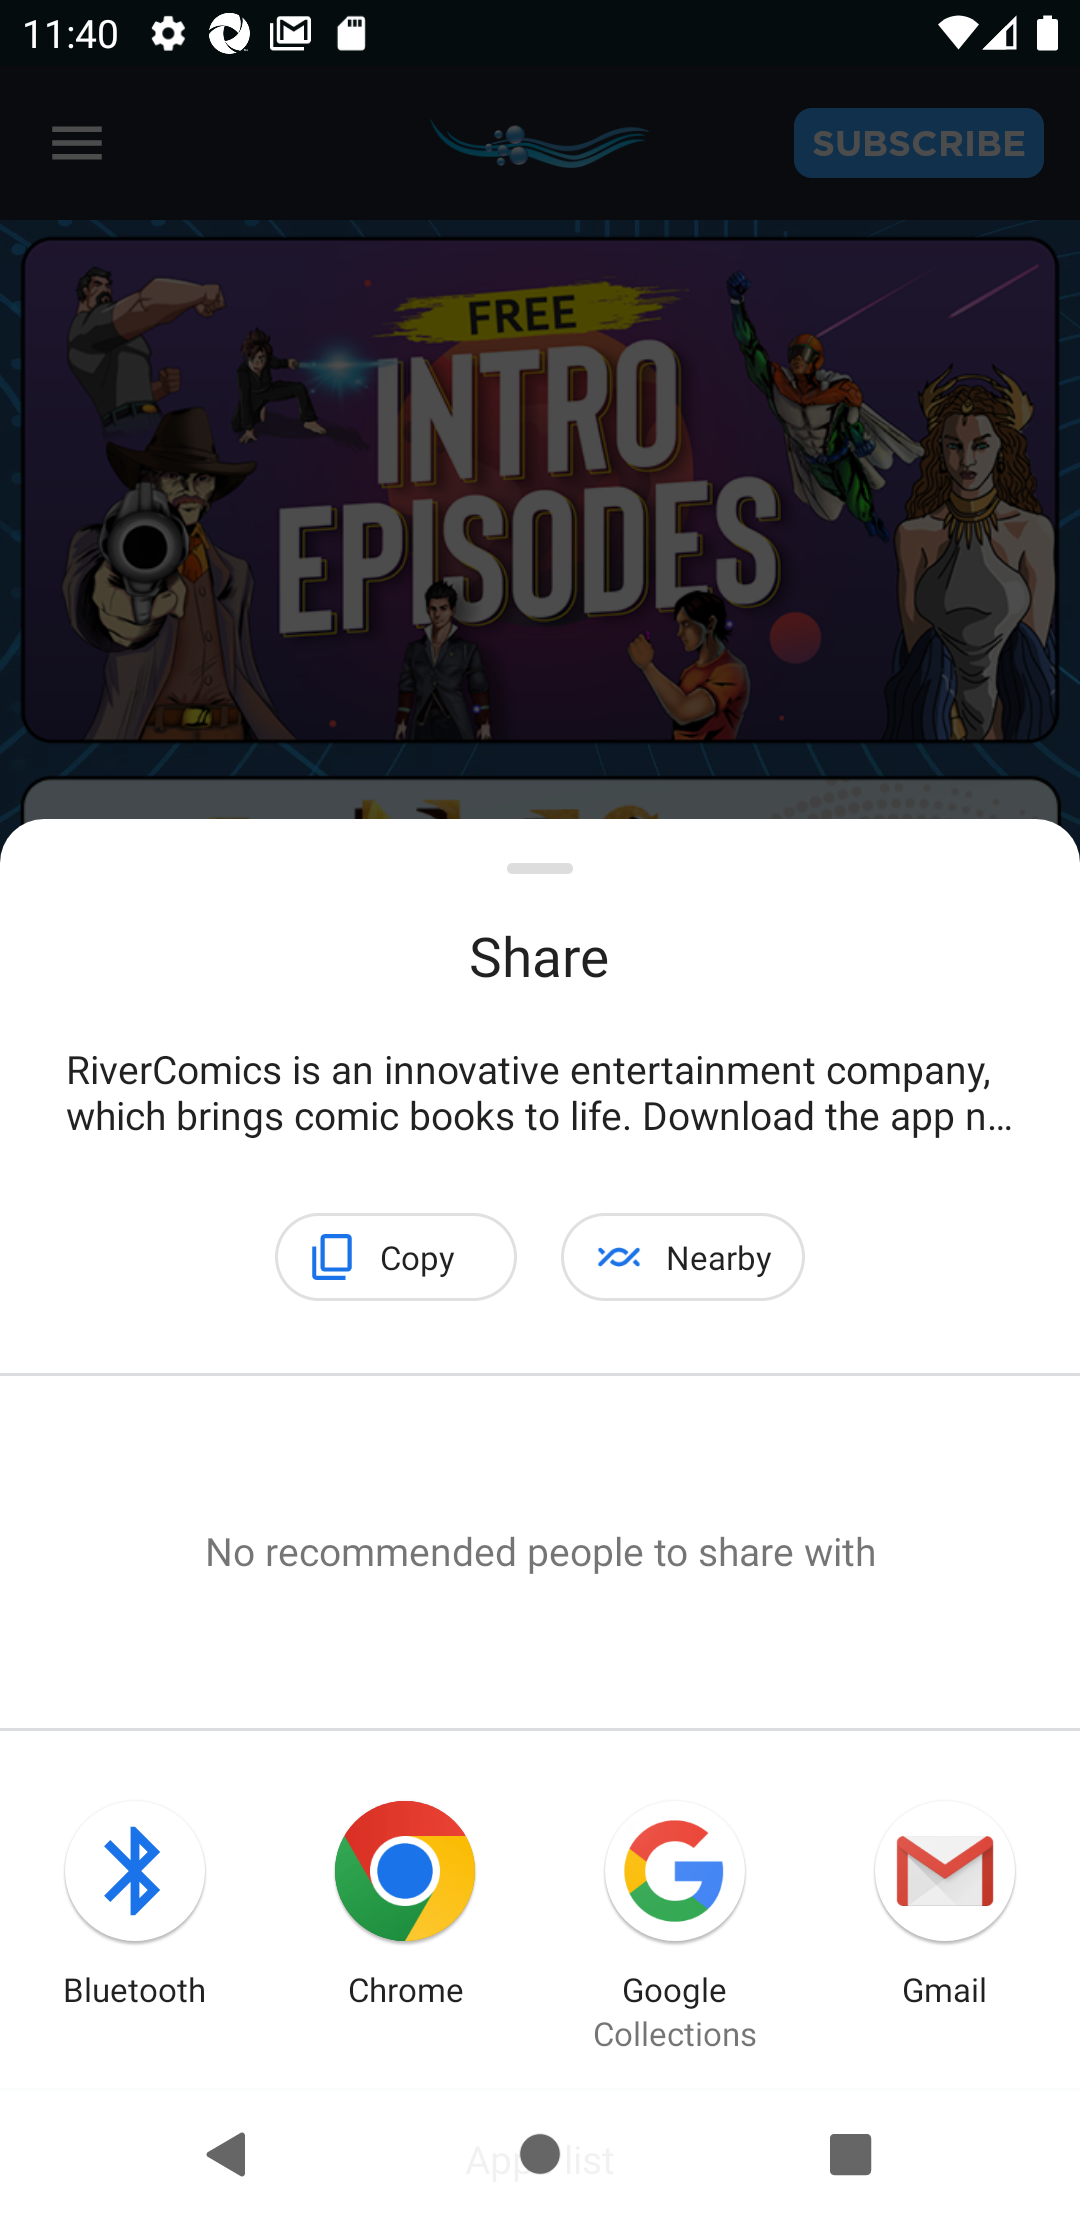 11:40
SUBSCRIBE
FREE
INTRO
EPISODES
Share
RiverComics is an innovative entertainment company,
which brings comic books to life. Download the app n…
Copy
Nearby
No recommended people to share with
Bluetooth
Chrome
Google
Gmail
Collections
list